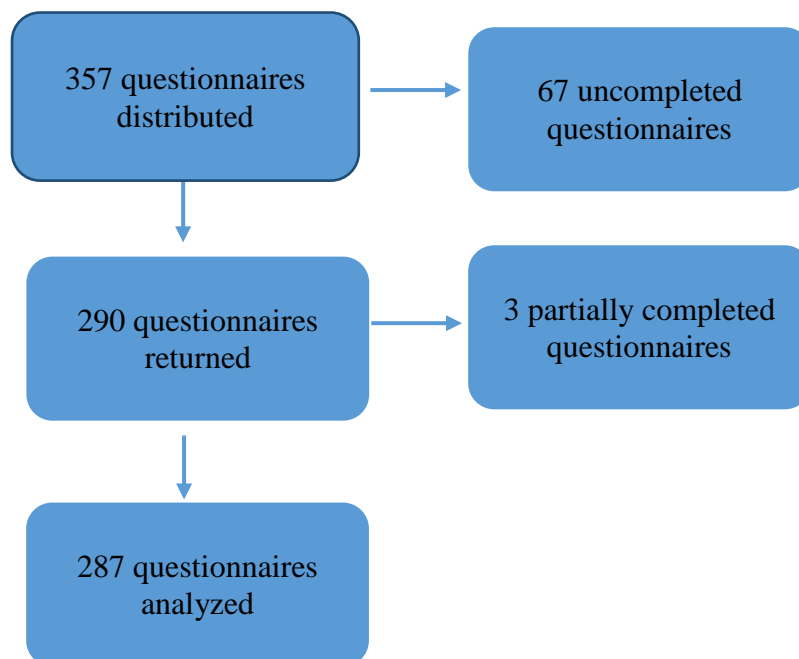 357 questionnaires
distributed
67 uncompleted
questionnaires
290 questionnaires
returned
3 partially completed
questionnaires
287 questionnaires
analyzed